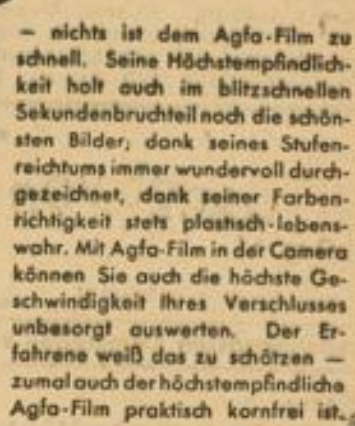 – nichts ist dem Agfa-Film zu
schnell. Seine Höchstempfindlich-
keit holt auch im blitzschnellen
Sekundenbruchteil noch die schön-
sten Bilder; dank seines Stufen-
reichtums immer wundervoll durch-
gezeichnet, dank seiner Farben-
richtigkeit stets plastisch-lebens-
wahr. Mit Agfa-Film in der Camera
können Sie auch die höchste Ge-
schwindigkeit Ihres Verschlusses
unbesorgt auswerten. Der Er-
fahrene weiß das zu schätzen –
zumal auch der höchstempfindliche
Agfa-Film praktisch kornfrei ist.